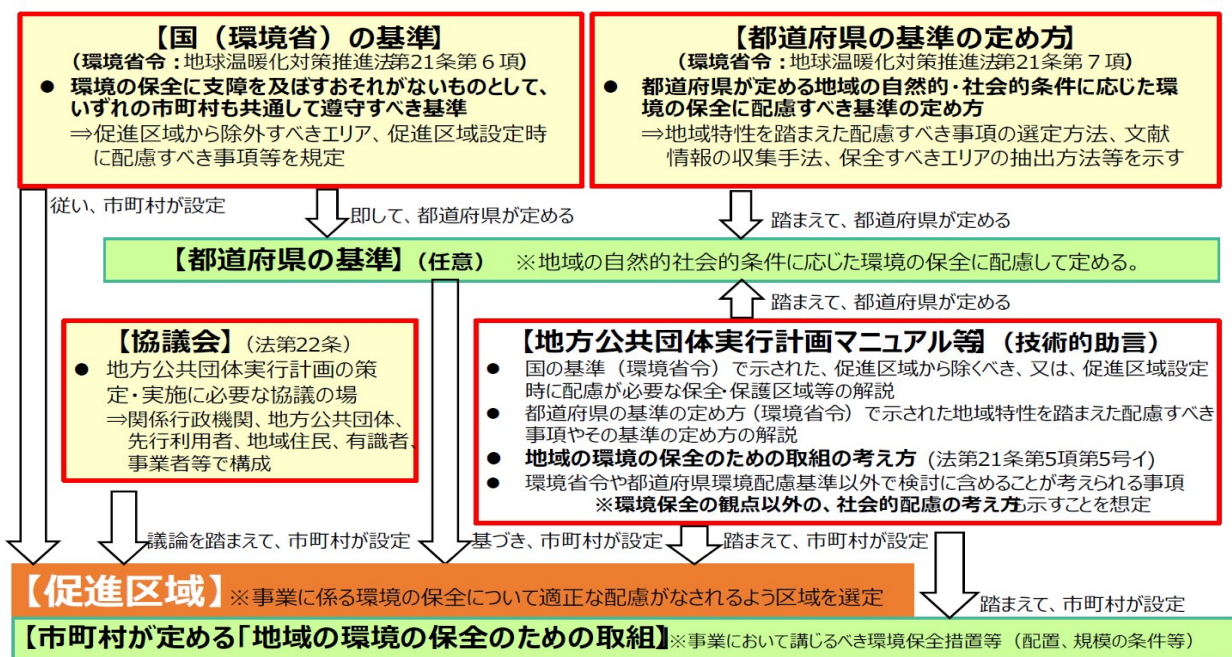 【国（環境省）の基準】
（環境省令：地球温暖化対策推進法第21条第６項）
● 環境の保全に支障を及ぼすおそれがないものとして、
いずれの市町村も共通して遵守すべき基準
⇒促進区域から除外すべきエリア、促進区域設定時
に配慮すべき事項等を規定
【都道府県の基準の定め方】
（環境省令：地球温暖化対策推進法第21条第７項）
● 都道府県が定める地域の自然的・社会的条件に応じた環
境の保全に配慮すべき基準の定め方
⇒地域特性を踏まえた配慮すべき事項の選定方法、文献
情報の収集手法、保全すべきエリアの抽出方法等を示す
従い、市町村が設定
即して、都道府県が定める
踏まえて、都道府県が定める
【都道府県の基準】（任意） ※地域の自然的社会的条件に応じた環境の保全に配慮して定める。
踏まえて、都道府県が定める
【協議会】（法第22条）
● 地方公共団体実行計画の策
定・実施に必要な協議の場
⇒関係行政機関、地方公共団体、
先行利用者、地域住民、有識者、
事業者等で構成
【地方公共団体実行計画マニュアル等】（技術的助言）
● 国の基準（環境省令）で示された、促進区域から除くべき、又は、促進区域設定
時に配慮が必要な保全・保護区域等の解説
● 都道府県の基準の定め方（環境省令）で示された地域特性を踏まえた配慮すべき
事項やその基準の定め方の解説
● 地域の環境の保全のための取組の考え方 (法第21条第5項第5号イ)
● 環境省令や都道府県環境配慮基準以外で検討に含めることが考えられる事項
※環境保全の観点以外の、社会的配慮の考え方も示すことを想定
議論を踏まえて、市町村が設定
基づき、市町村が設定
踏まえて、市町村が設定
【促進区域】※事業に係る環境の保全について適正な配慮がなされるよう区域を選定
踏まえて、市町村が設定
【市町村が定める「地域の環境の保全のための取組】※事業において講じるべき環境保全措置等（配置、規模の条件等）